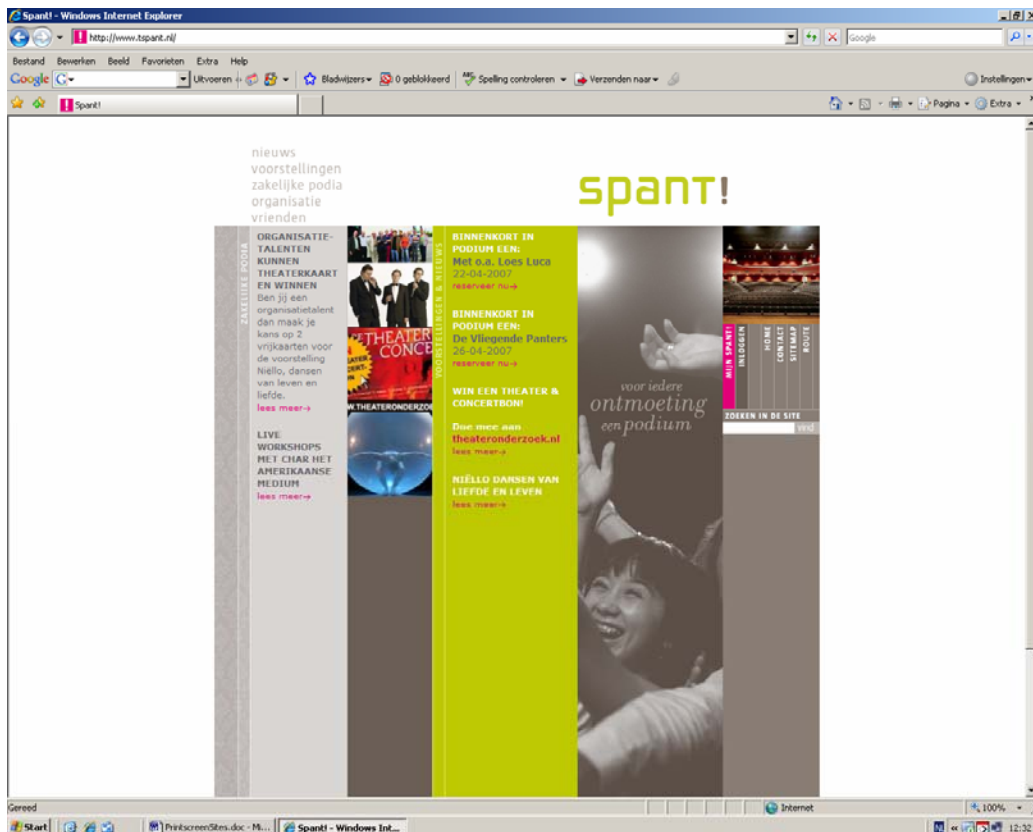 Spant! - Windows Internet Explorer
http://www.tspant.nl/
Google
Bestand Bewerken Beeld Favorieten Extra Help
Google G Uitvoeren Bladwijzers 0 geblokkeerd Spelling controleren Verzenden naar Instellingen
Spant! Pagina Extra
nieuws
voorstellingen
zakelijke podia
organisatie
vrienden
spant!
ZAKELIJKE PODIA
ORGANISATIE-
TALENTEN
KUNNEN
THEATERKAART
EN WINNEN
Ben jij een
organisatietalent
dan maak je
kans op 2
vrijkaarten voor
de voorstelling
Niëllo, dansen
van leven en
liefde.
lees meer→
LIVE
WORKSHOPS
MET CHAR HET
AMERIKAANSE
MEDIUM
lees meer→
THEATER
CONCE
W.THEATERONDERZOE
VOORSTELLINGEN & NIEUWS
BINNENKORT IN
PODIUM EEN:
Met o.a. Loes Luca
22-04-2007
reserveer nu→
BINNENKORT IN
PODIUM EEN:
De Vliegende Panters
26-04-2007
reserveer nu→
WIN EEN THEATER &
CONCERTBON!
Doe mee aan
theateronderzoek.nl
lees meer→
NIËLLO DANSEN VAN
LIEFDE EN LEVEN
lees meer→
voor iedere
ontmoeting
een podium
MIJN SPANT!
INLOGGEN
HOME
CONTACT
SITEMAP
ROUTE
ZOEKEN IN DE SITE
vind
Gereed Internet 100%
Start PrintscreenSites.doc - M... Spant! - Windows Int... 12:33